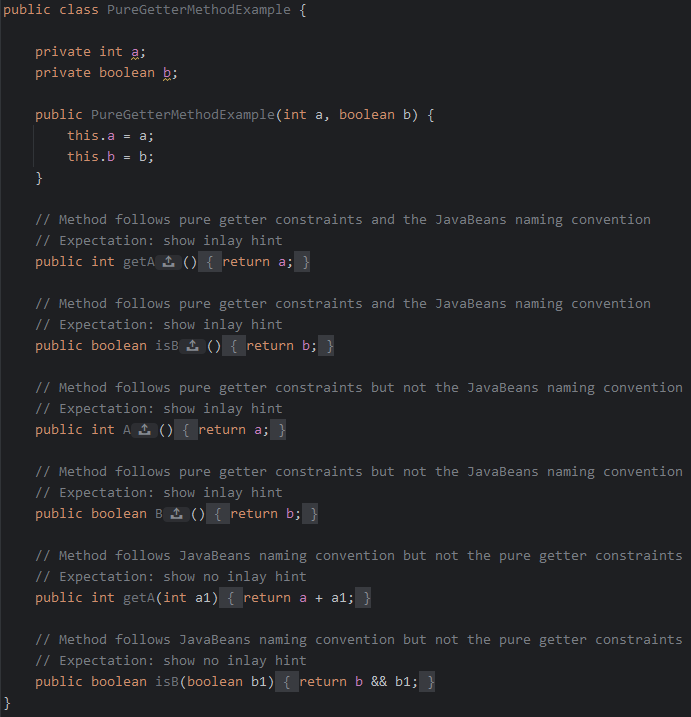 public class PureGetterMethodExample {
private int a;
private boolean b;
public PureGetterMethodExample(int a, boolean b) {
this.a = a;
this.b = b;
}
// Method follows pure getter constraints and the JavaBeans naming convention
// Expectation: show inlay hint
public int getA() { return a; }
// Method follows pure getter constraints and the JavaBeans naming convention
// Expectation: show inlay hint
public boolean isB() { return b; }
// Method follows pure getter constraints but not the JavaBeans naming convention
// Expectation: show inlay hint
public int A() { return a; }
// Method follows pure getter constraints but not the JavaBeans naming convention
// Expectation: show inlay hint
public boolean B() { return b; }
// Method follows JavaBeans naming convention but not the pure getter constraints
// Expectation: show no inlay hint
public int getA(int a1) { return a + a1; }
// Method follows JavaBeans naming convention but not the pure getter constraints
// Expectation: show no inlay hint
public boolean isB(boolean b1) { return b && b1; }
}